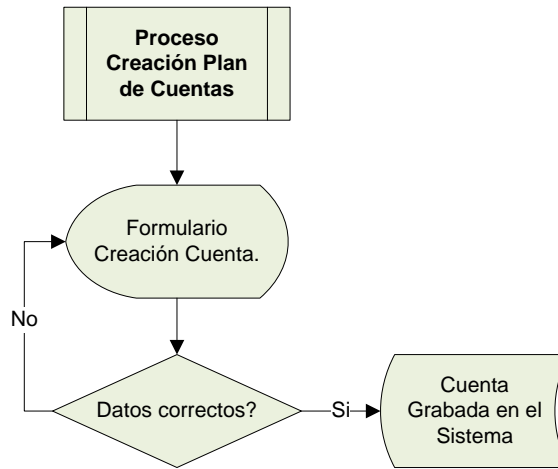 Proceso
Creación Plan
de Cuentas
Formulario
Creación Cuenta.
No
Datos correctos?
Si
Cuenta
Grabada en el
Sistema